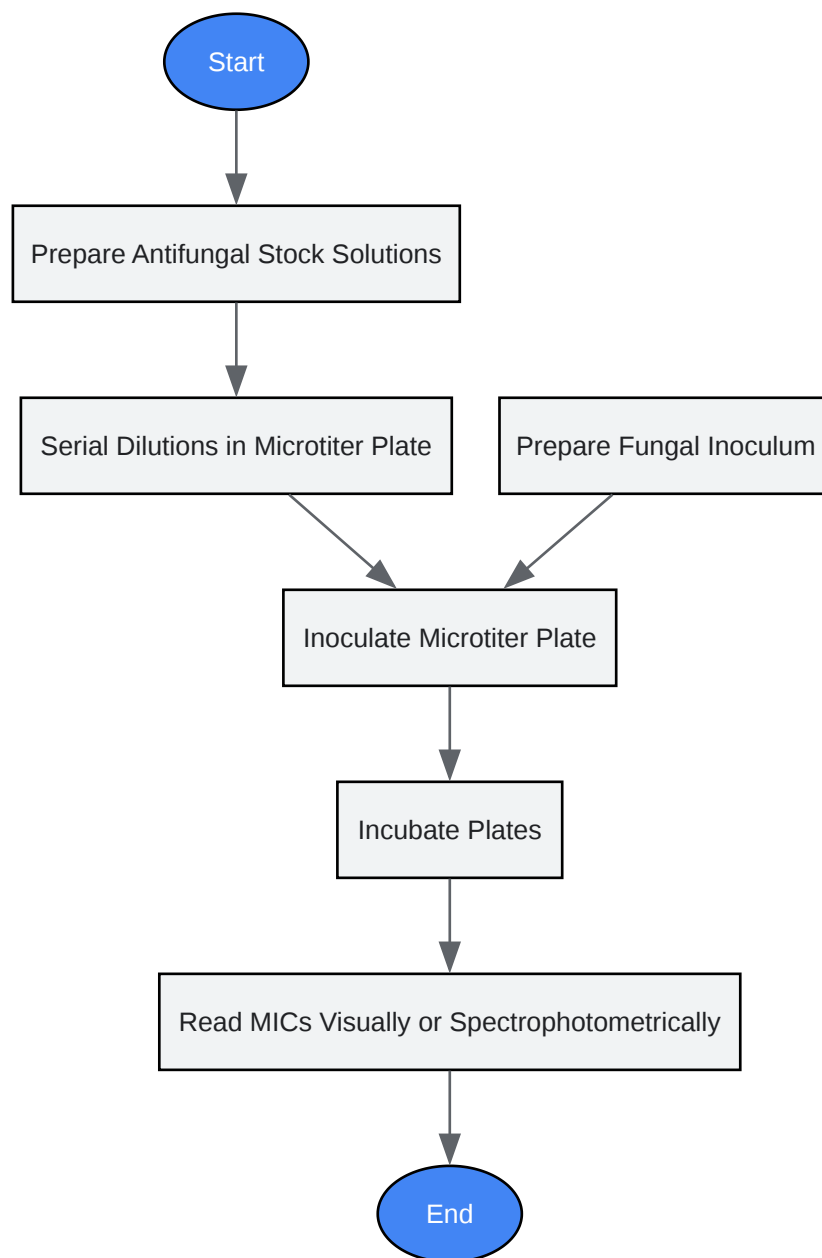 Start
Prepare Antifungal Stock Solutions
Serial Dilutions in Microtiter Plate
Prepare Fungal Inoculum
Inoculate Microtiter Plate
Incubate Plates
Read MICs Visually or Spectrophotometrically
End